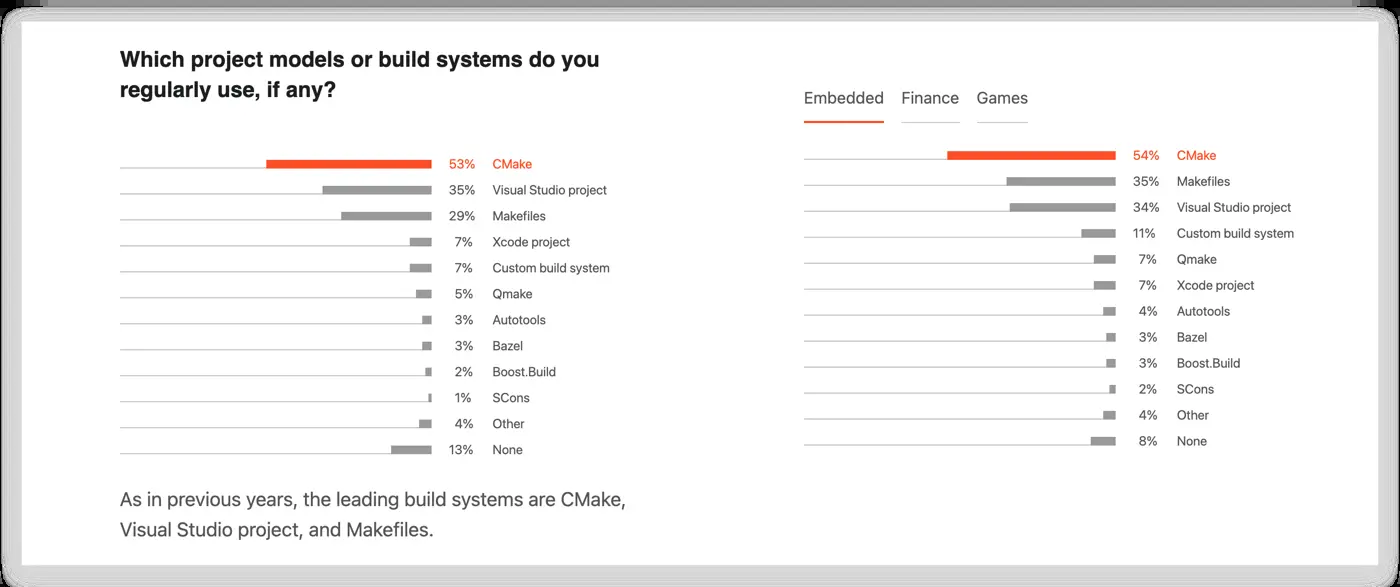 Which project models or build systems do you
regularly use, if any?
53% CMake
35% Visual Studio project
29% Makefiles
7% Xcode project
7% Custom build system
5% Qmake
3% Autotools
3% Bazel
2% Boost.Build
1% SCons
4% Other
13% None
As in previous years, the leading build systems are CMake,
Visual Studio project, and Makefiles.
Embedded Finance Games
54% CMake
35% Makefiles
34% Visual Studio project
11% Custom build system
7% Qmake
7% Xcode project
4% Autotools
3% Bazel
3% Boost.Build
2% SCons
4% Other
8% None